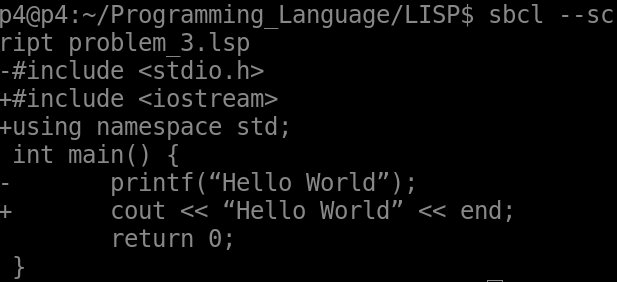 p4@p4:~/Programming_Language/LISP$ sbcl --sc
ript problem_3.lsp
-#include <stdio.h>
+#include <iostream>
+using namespace std;
 int main() {
-       printf(“Hello World”);
+       cout << “Hello World” << end;
        return 0;
 }